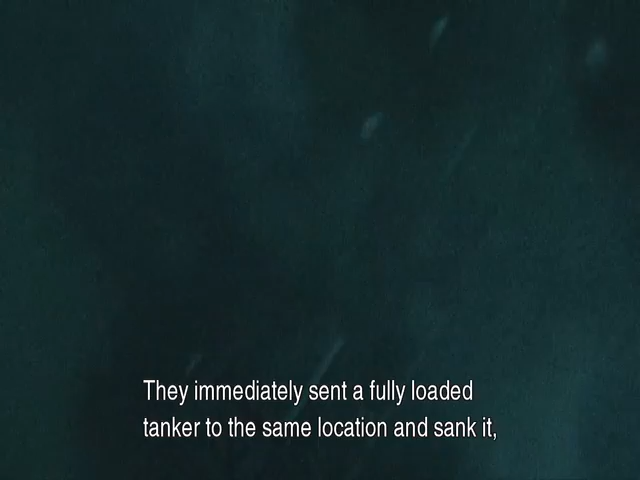 They immediately sent a fully loaded
tanker to the same location and sank it,